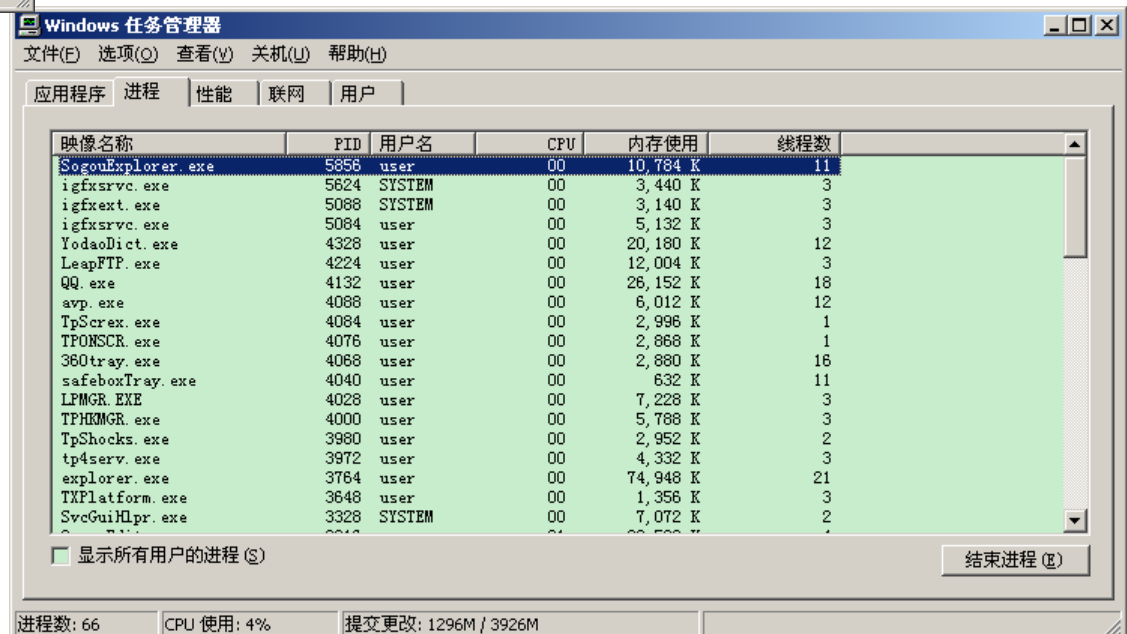 Windows 任务管理器
文件(F) 选项(O) 查看(V) 关机(U) 帮助(H)
应用程序 进程 性能 联网 用户
映像名称 PID 用户名 CPU 内存使用 线程数
SogouExplorer.exe 5856 user 00 10,784 K 11
igfxsrvc.exe 5624 SYSTEM 00 3,440 K 3
igfxext.exe 5088 SYSTEM 00 3,140 K 3
igfxsrvc.exe 5084 user 00 5,132 K 3
YodaoDict.exe 4328 user 00 20,180 K 12
LeapFTP.exe 4224 user 00 12,004 K 3
QQ.exe 4132 user 00 26,152 K 18
avp.exe 4088 user 00 6,012 K 12
TpScrex.exe 4084 user 00 2,996 K 1
TPONSCR.exe 4076 user 00 2,868 K 1
360tray.exe 4068 user 00 2,880 K 16
safeboxTray.exe 4040 user 00 632 K 11
LPMGR.EXE 4028 user 00 7,228 K 3
TPHKMGR.exe 4000 user 00 5,788 K 3
TpShocks.exe 3980 user 00 2,952 K 2
tp4serv.exe 3972 user 00 4,332 K 3
explorer.exe 3764 user 00 74,948 K 21
TXPlatform.exe 3648 user 00 1,356 K 3
SvcGuiHlpr.exe 3328 SYSTEM 00 7,072 K 2
显示所有用户的进程(S)
结束进程(E)
进程数: 66 CPU 使用: 4% 提交更改: 1296M / 3926M